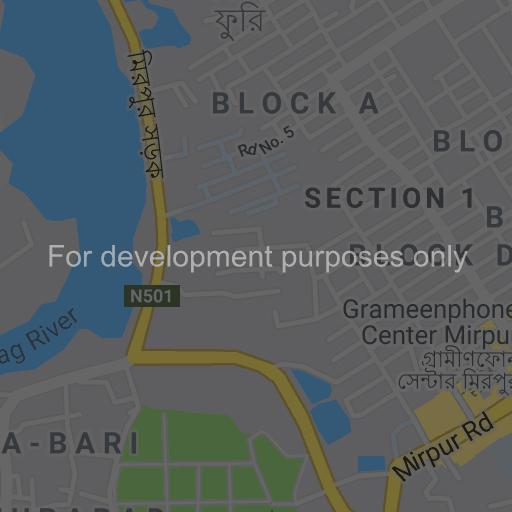 ফুরি
মিরপুর সড়ক
BLOCK A
Rd No. 5
BLO
SECTION 1
B
BLOCK D
For development purposes only
N501
Grameenphone
Center Mirpu
গ্রামীণফোন
সেন্টার মিরপু
ag River
A-BARI
Mirpur Rd